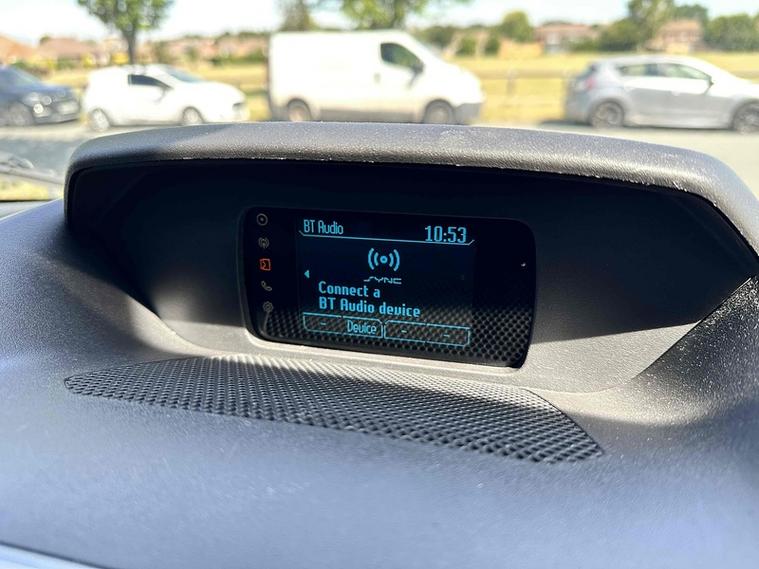 BT Audio 10:53
SYNC
Connect a
BT Audio device
Device